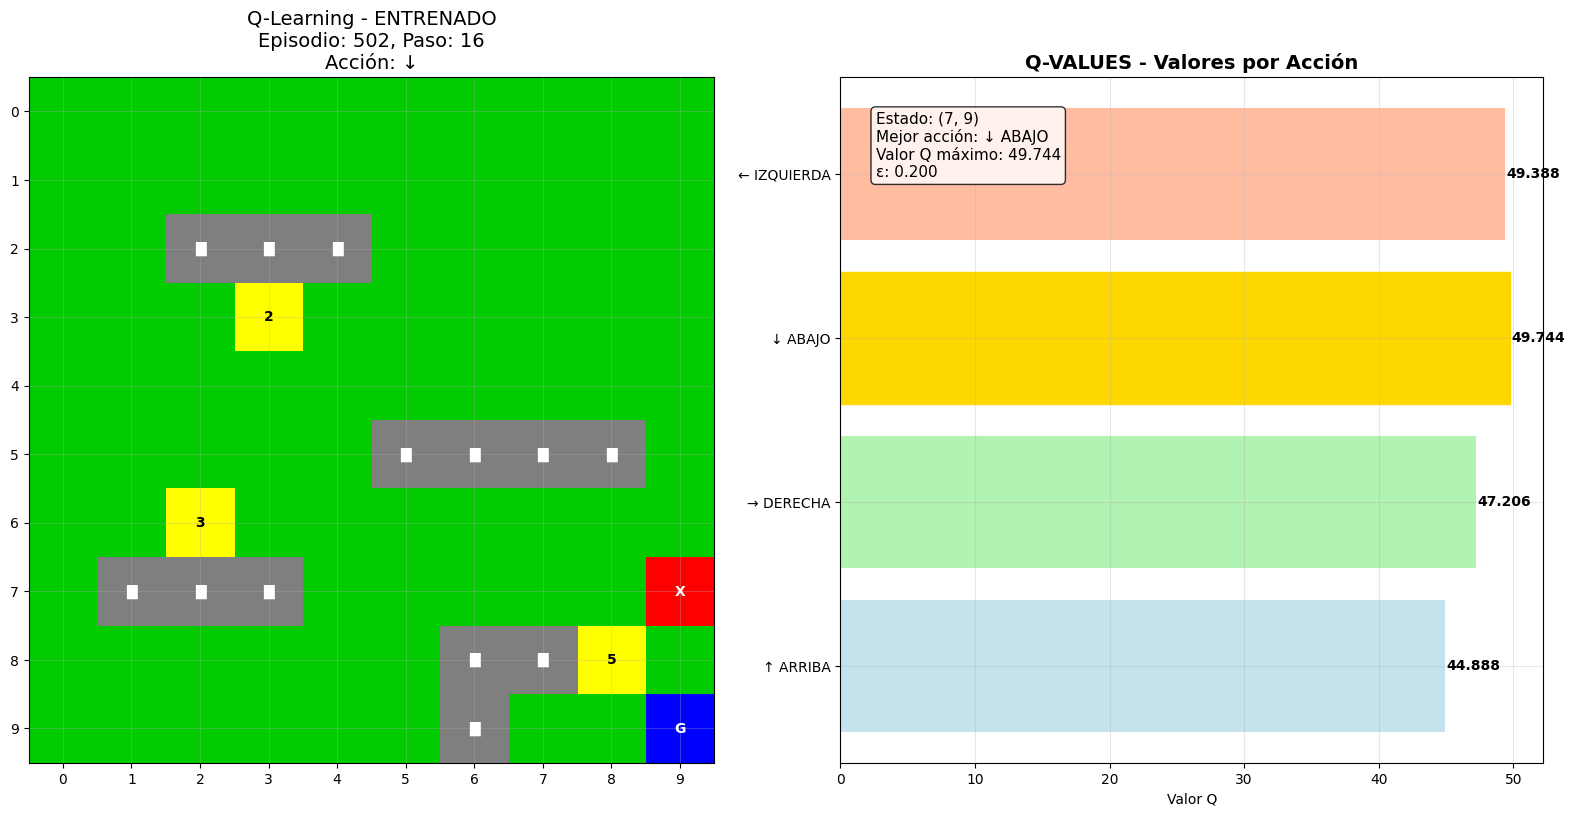 Q-Learning - ENTRENADO
Episodio: 502, Paso: 16
Acción: ↓
0
1
2
3
2
4
5
6
3
7
X
8
5
9
G
0 1 2 3 4 5 6 7 8 9
Q-VALUES - Valores por Acción
Estado: (7, 9)
Mejor acción: ↓ ABAJO
Valor Q máximo: 49.744
ε: 0.200
← IZQUIERDA
49.388
↓ ABAJO
49.744
→ DERECHA
47.206
↑ ARRIBA
44.888
0 10 20 30 40 50
Valor Q